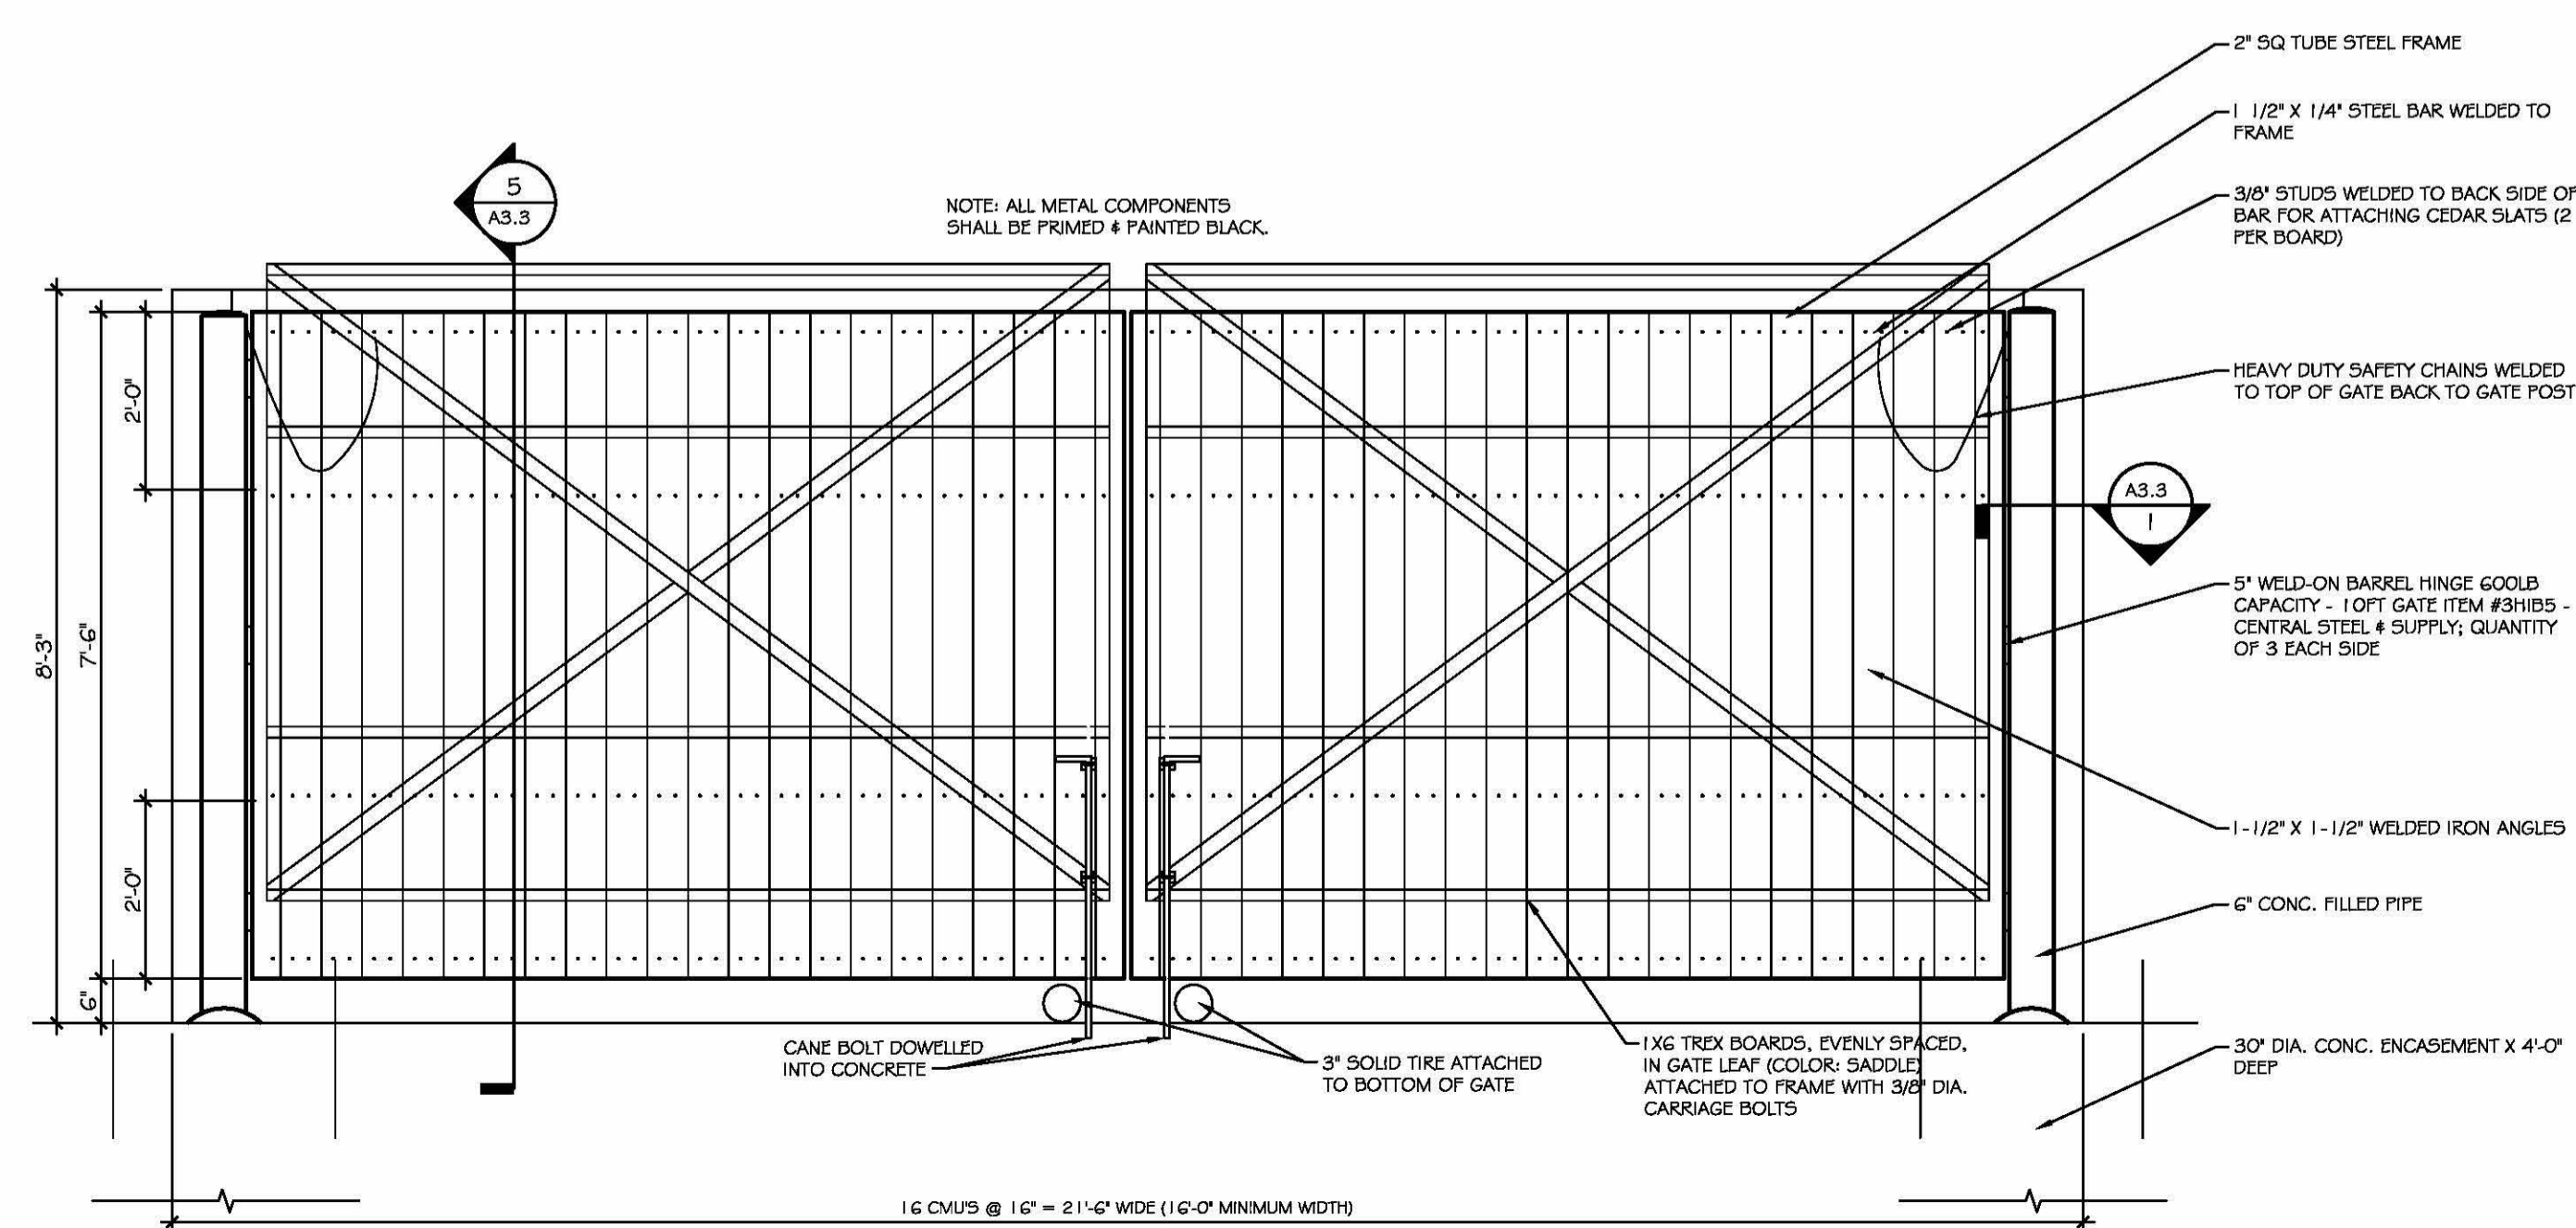 2" SQ TUBE STEEL FRAME
1 1/2" X 1/4" STEEL BAR WELDED TO
FRAME
3/8" STUDS WELDED TO BACK SIDE OF
BAR FOR ATTACHING CEDAR SLATS (2
PER BOARD)
5
A3.3
NOTE: ALL METAL COMPONENTS
SHALL BE PRIMED & PAINTED BLACK.
HEAVY DUTY SAFETY CHAINS WELDED
TO TOP OF GATE BACK TO GATE POST
2'-0"
A3.3
1
8'-3"
7'-6"
5" WELD-ON BARREL HINGE 600LB
CAPACITY - 10FT GATE ITEM #3HIB5 -
CENTRAL STEEL & SUPPLY; QUANTITY
OF 3 EACH SIDE
1-1/2" X 1-1/2" WELDED IRON ANGLES
2'-0"
6" CONC. FILLED PIPE
6"
CANE BOLT DOWELLED
INTO CONCRETE
3" SOLID TIRE ATTACHED
TO BOTTOM OF GATE
1X6 TREX BOARDS, EVENLY SPACED,
IN GATE LEAF (COLOR: SADDLE)
ATTACHED TO FRAME WITH 3/8" DIA.
CARRIAGE BOLTS
30" DIA. CONC. ENCASEMENT X 4'-0"
DEEP
16 CMU'S @ 16" = 21'-6" WIDE (16'-0" MINIMUM WIDTH)